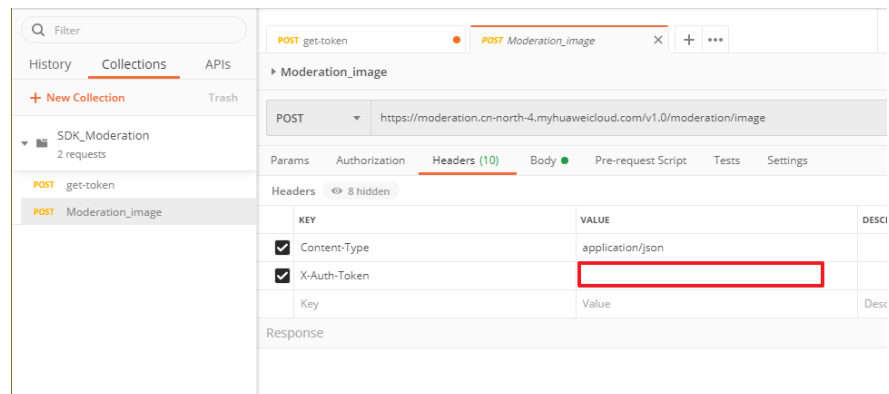 Filter
History Collections APIs
+ New Collection Trash
SDK_Moderation
2 requests
POST get-token
POST Moderation_image
POST get-token POST Moderation_image
Moderation_image
POST https://moderation.cn-north-4.myhuaweicloud.com/v1.0/moderation/image
Params Authorization Headers (10) Body Pre-request Script Tests Settings
Headers 8 hidden
KEY VALUE DESCI
Content-Type application/json
X-Auth-Token
Key Value Desc
Response